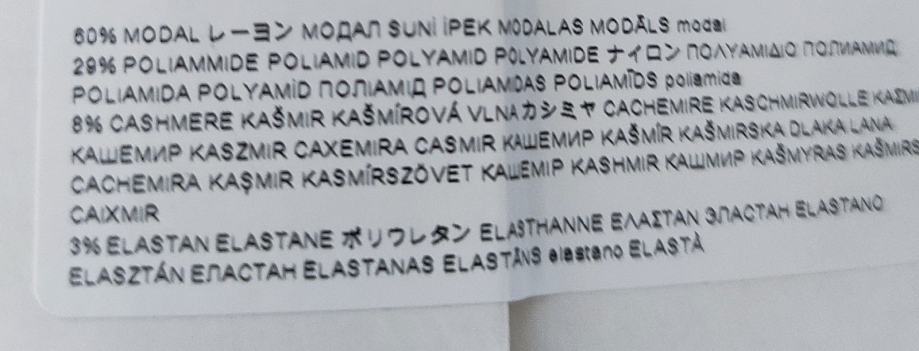 60% MODAL レーヨン МОДАЛ SUNİ İPEK MODALAS MODĀLS modal
29% POLIAMMIDE POLIAMID POLYAMID POLYAMIDE ナイロン ΠΟΛΥΑΜΙΔΙΟ ПОЛИАМИД
POLIAMIDA POLYAMİD ПОЛІАМІД POLIAMIDAS POLIAMĪDS poliamida
8% CASHMERE KAŠMIR KAŠMÍROVÁ VLNA カシミヤ CACHEMIRE KASCHMIRWOLLE
КАШЕМИР KASZMIR CAXEMIRA CASMIR КАШЕМИР KAŠMÍR KAŠMIRSKA DLAKA LANA
CACHEMIRA KAŞMIR KASMÍRSZÖVET КАШЕМІР KASHMIR КАШМИР KAŠMYRAS KAŠMIRS
CAIXMIR
3% ELASTAN ELASTANE ポリウレタン ELASTHANNE ΕΛΑΣΤΑΝ ЭЛАСТАН ELASTANO
ELASZTÁN ЕЛАСТАН ELASTANAS ELASTĀNS elastano ELASTÀ